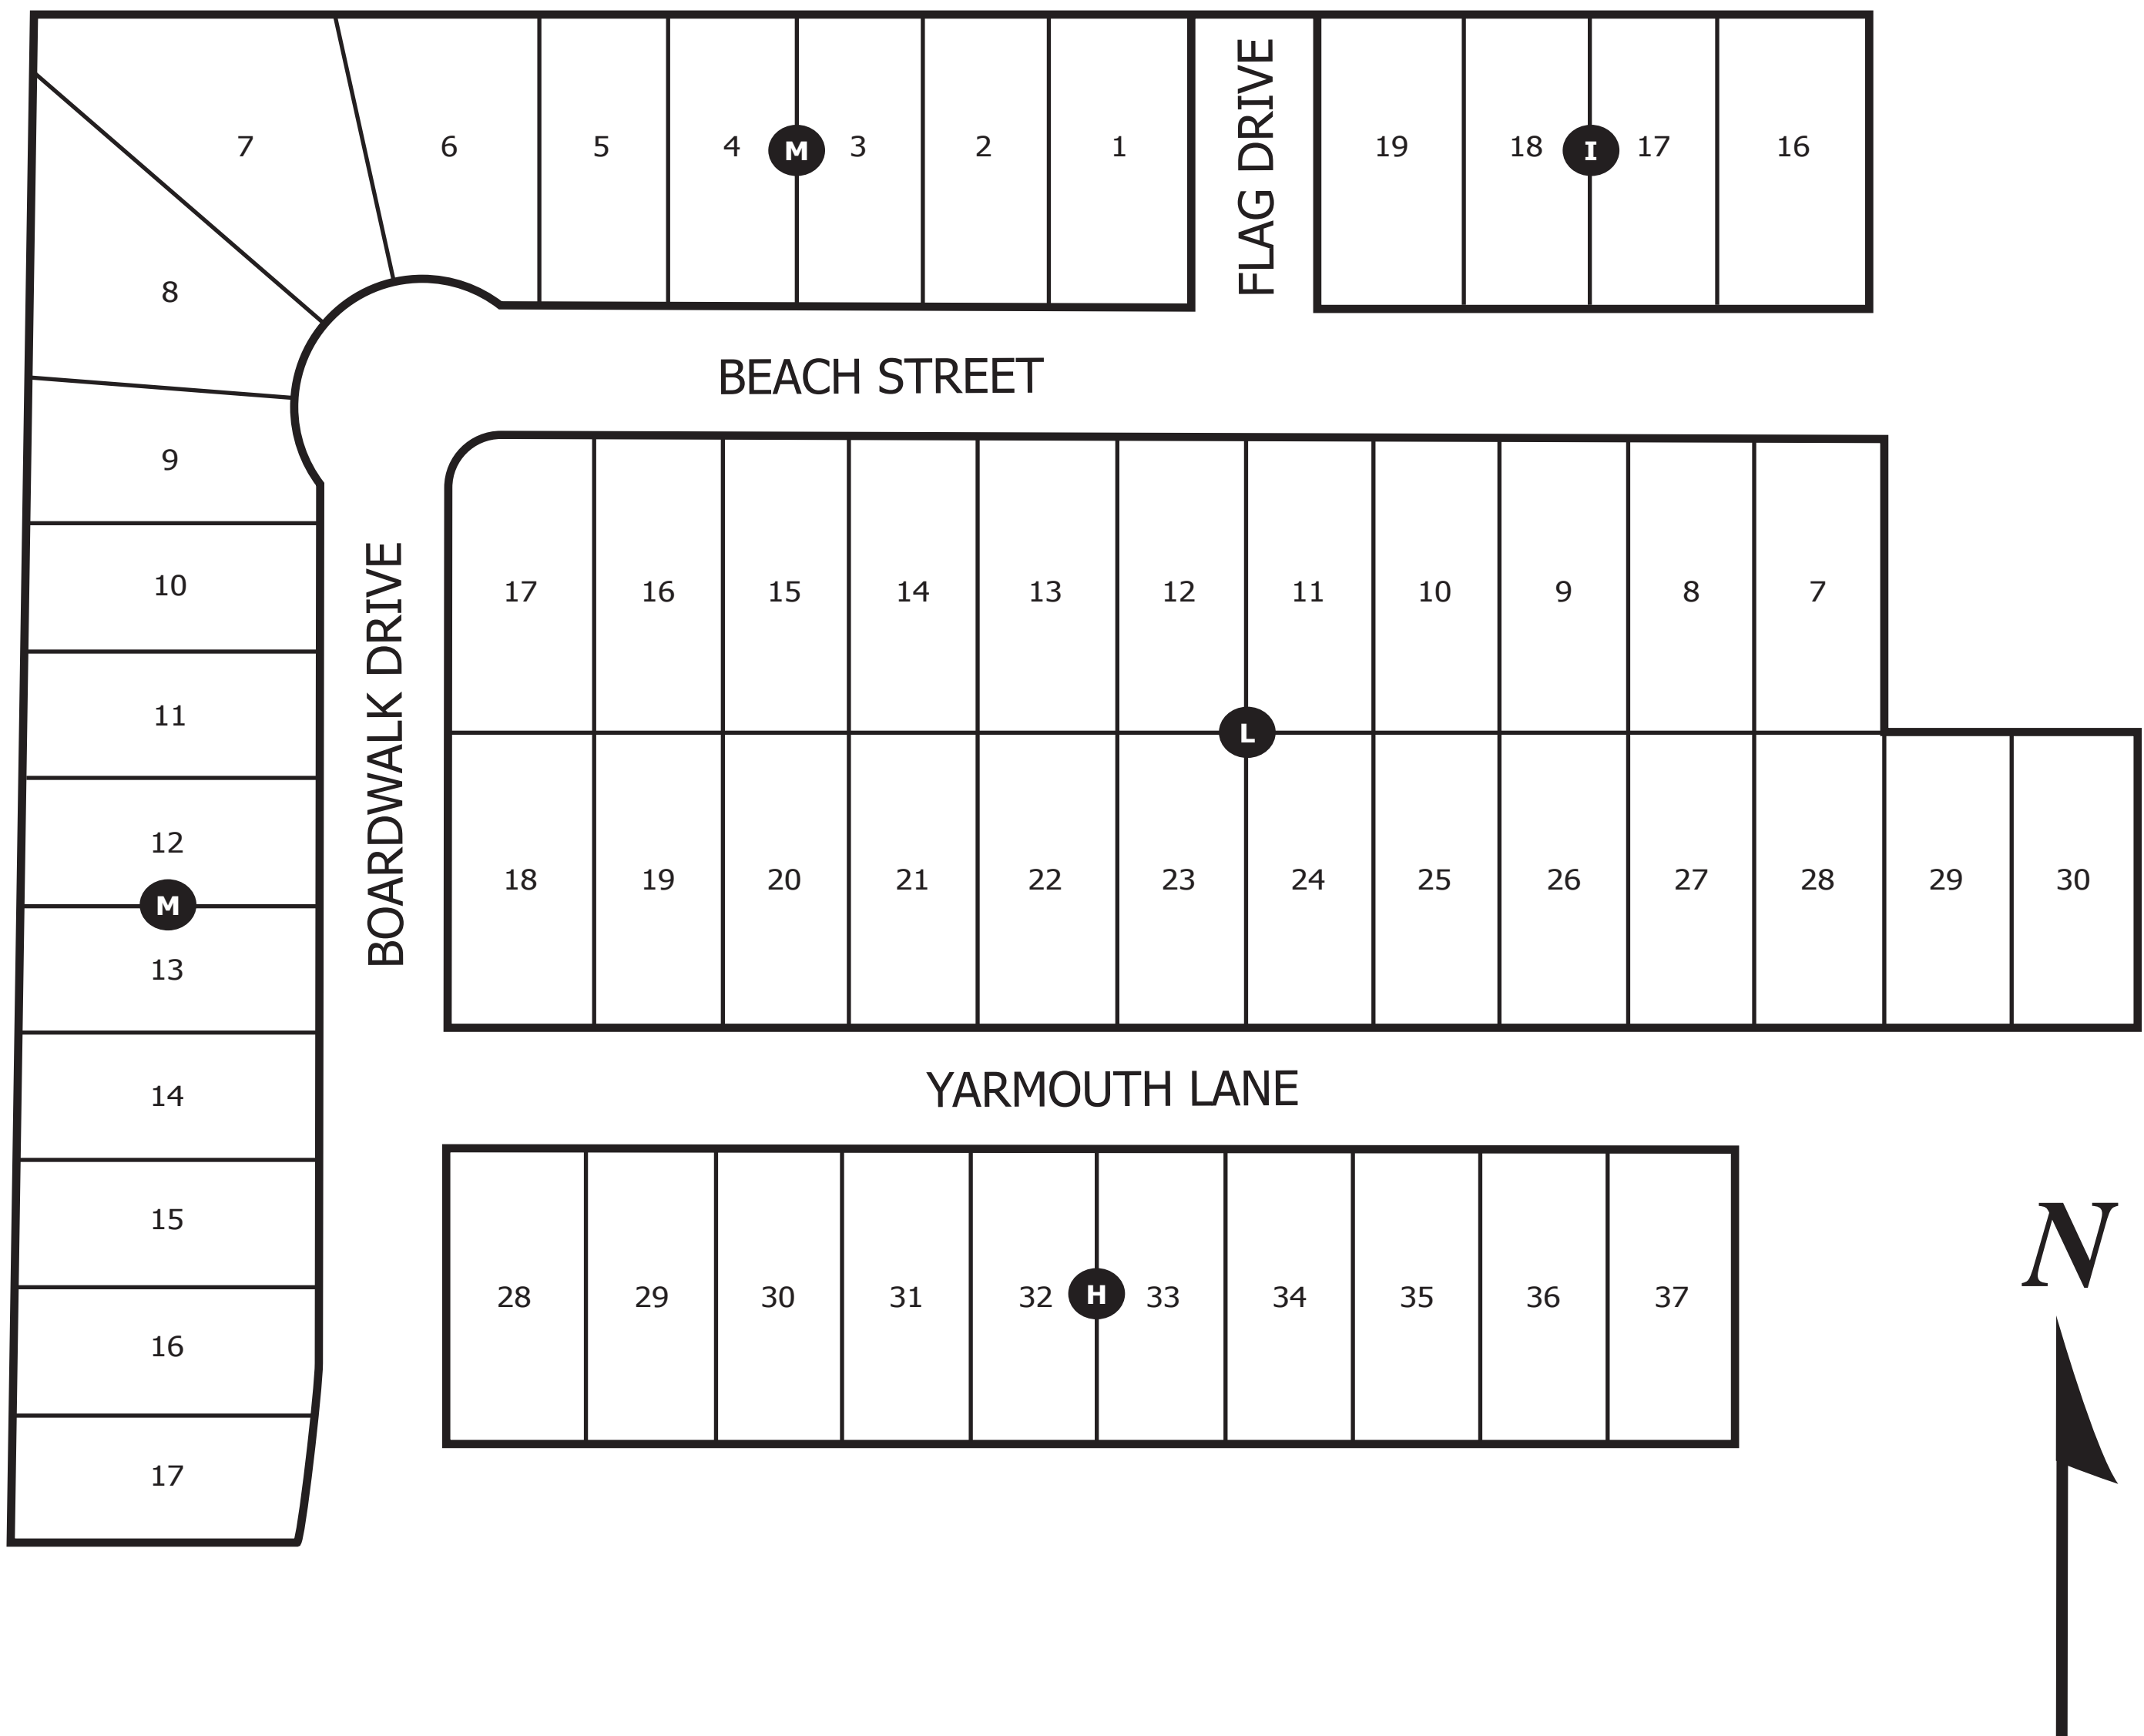 7 6 5 4 M 3 2 1
FLAG DRIVE
19 18 I 17 16
8
BEACH STREET
9
10
11
12
M
13
14
15
16
17
BOARDWALK DRIVE
17 16 15 14 13 12 11 10 9 8 7
L
18 19 20 21 22 23 24 25 26 27 28 29 30
YARMOUTH LANE
28 29 30 31 32 H 33 34 35 36 37
N